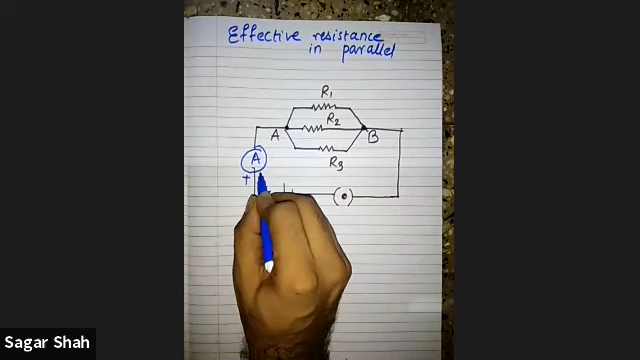 Effective resistance
in parallel
R1
R2
A
B
R3
A
+
Sagar Shah